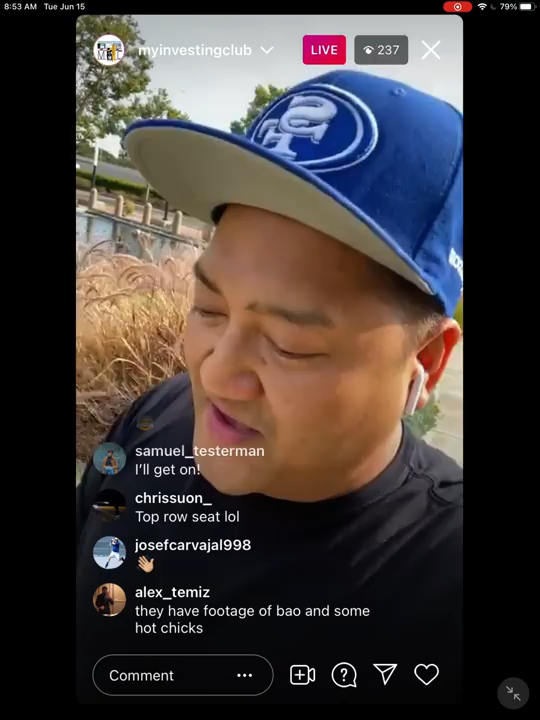 8:53 AM Tue Jun 15
79%
myinvestingclub
LIVE
237
SF
samuel_testerman
I'll get on!
chrissuon_
Top row seat lol
josefcarvajal998
alex_temiz
they have footage of bao and some
hot chicks
Comment